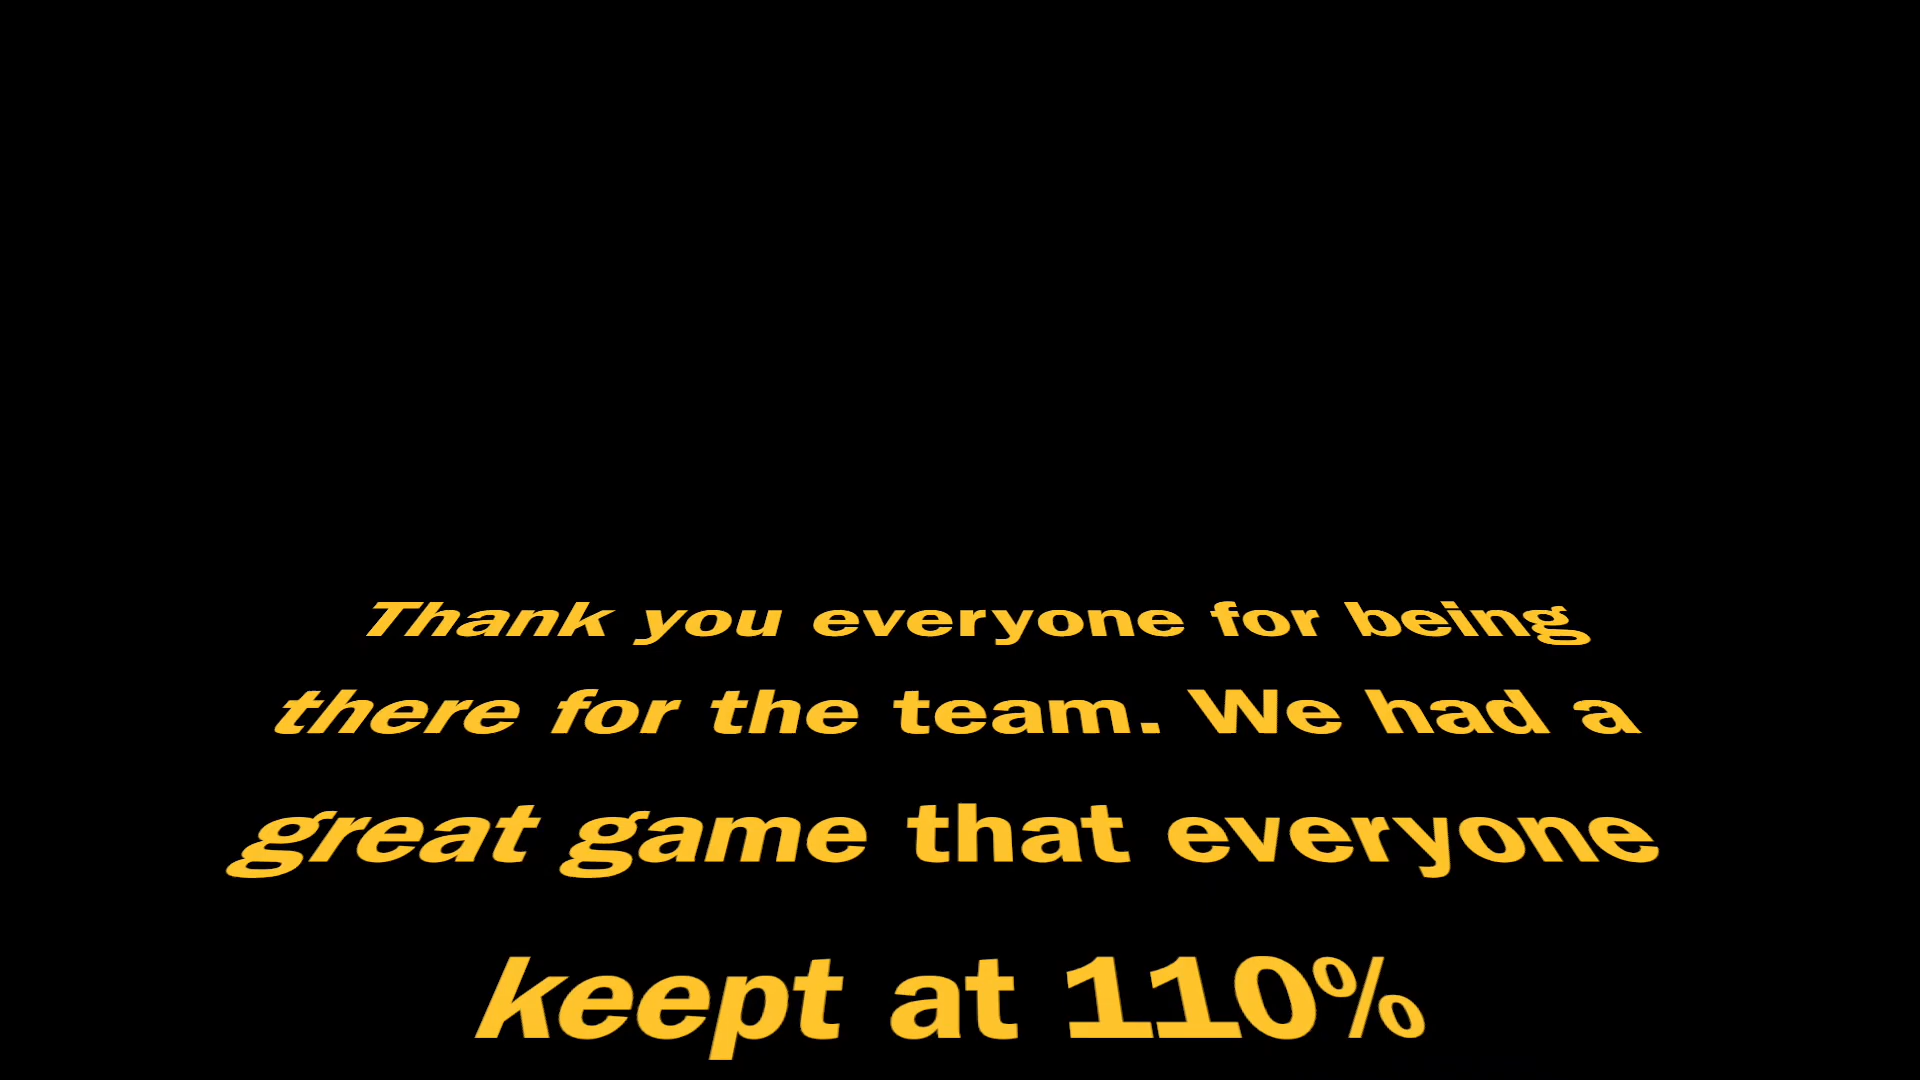 Thank you everyone for being
there for the team. We had a
great game that everyone
keept at 110%